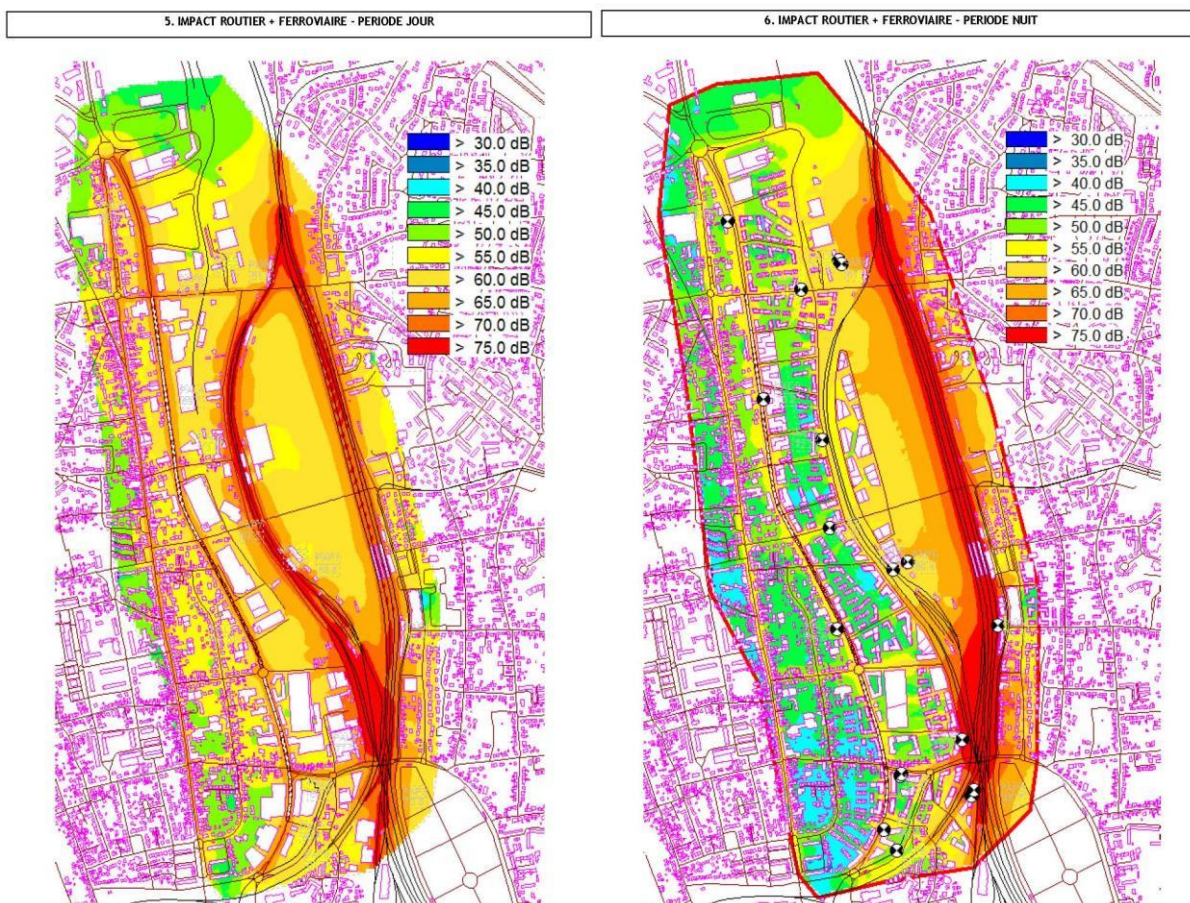 5. IMPACT ROUTIER + FERROVIAIRE - PERIODE JOUR
> 30.0 dB
> 35.0 dB
> 40.0 dB
> 45.0 dB
> 50.0 dB
> 55.0 dB
> 60.0 dB
> 65.0 dB
> 70.0 dB
> 75.0 dB
6. IMPACT ROUTIER + FERROVIAIRE - PERIODE NUIT
> 30.0 dB
> 35.0 dB
> 40.0 dB
> 45.0 dB
> 50.0 dB
> 55.0 dB
> 60.0 dB
> 65.0 dB
> 70.0 dB
> 75.0 dB